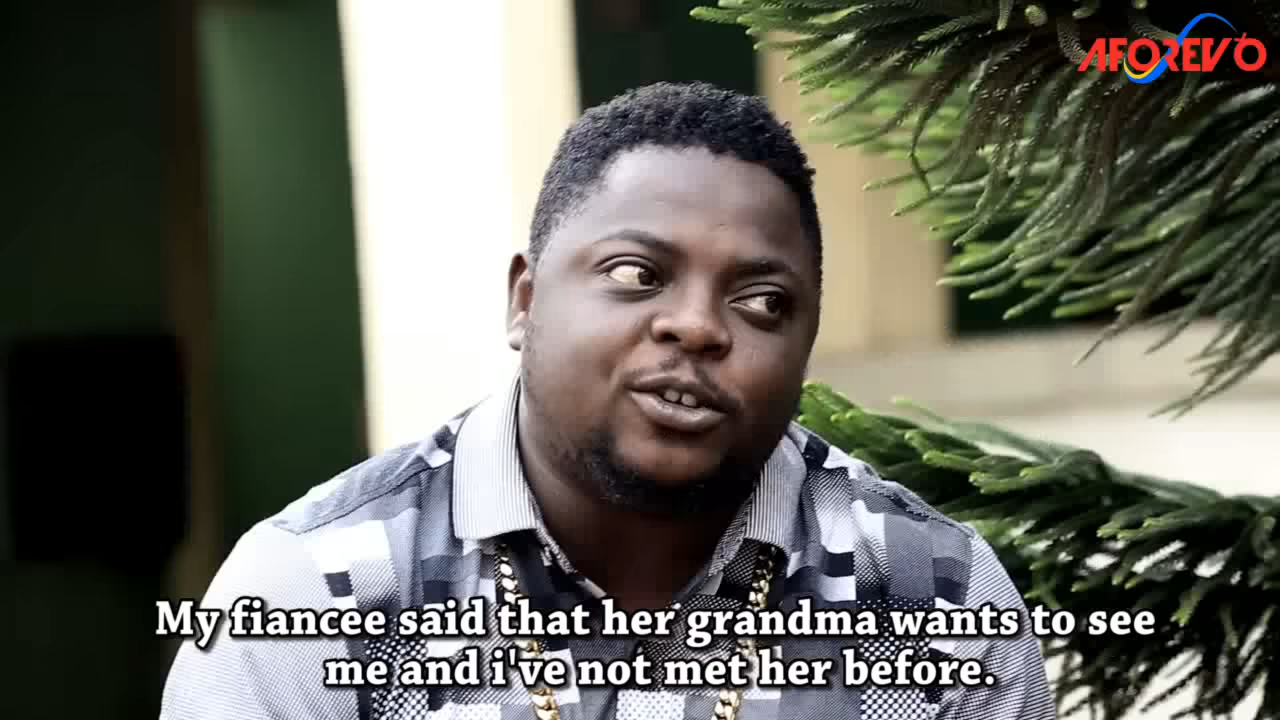 AFOREVO
My fiancee said that her grandma wants to see
me and i've not met her before.